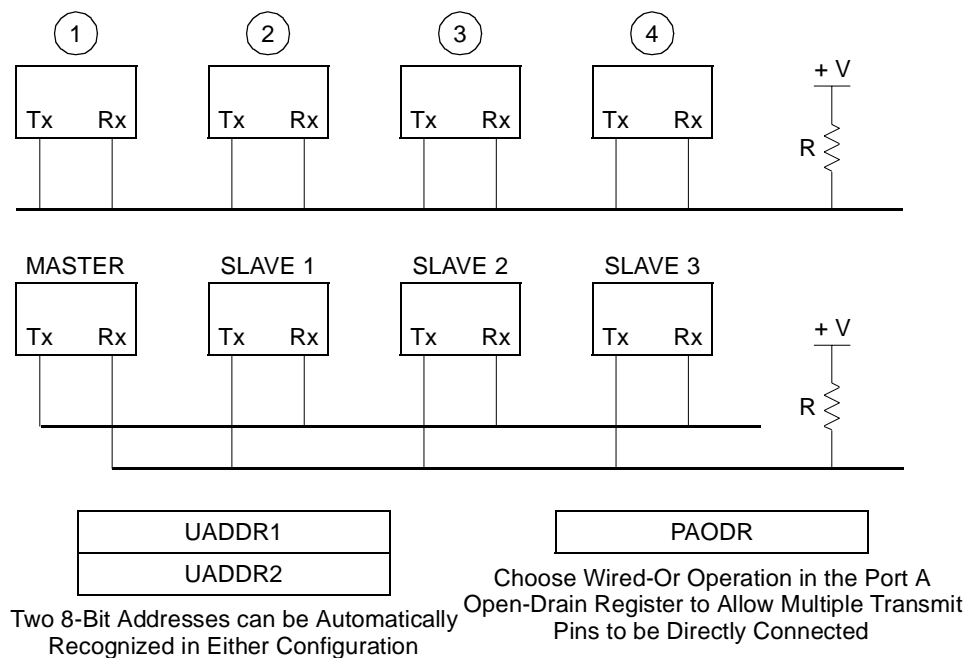 1 2 3 4
+ V
Tx Rx Tx Rx Tx Rx Tx Rx
R
MASTER SLAVE 1 SLAVE 2 SLAVE 3
+ V
Tx Rx Tx Rx Tx Rx Tx Rx
R
UADDR1
UADDR2
Two 8-Bit Addresses can be Automatically
Recognized in Either Configuration
PAODR
Choose Wired-Or Operation in the Port A
Open-Drain Register to Allow Multiple Transmit
Pins to be Directly Connected